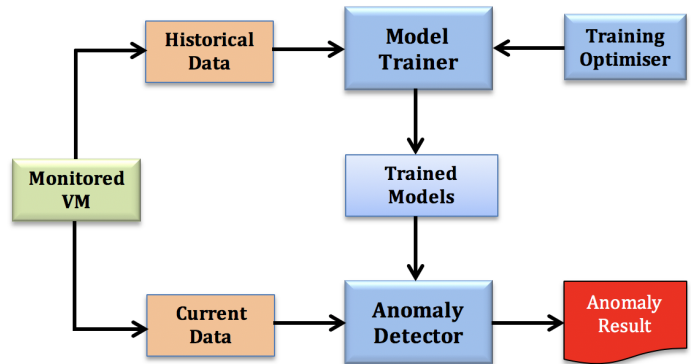 Historical
Data
Model
Trainer
Training
Optimiser
Monitored
VM
Trained
Models
Current
Data
Anomaly
Detector
Anomaly
Result